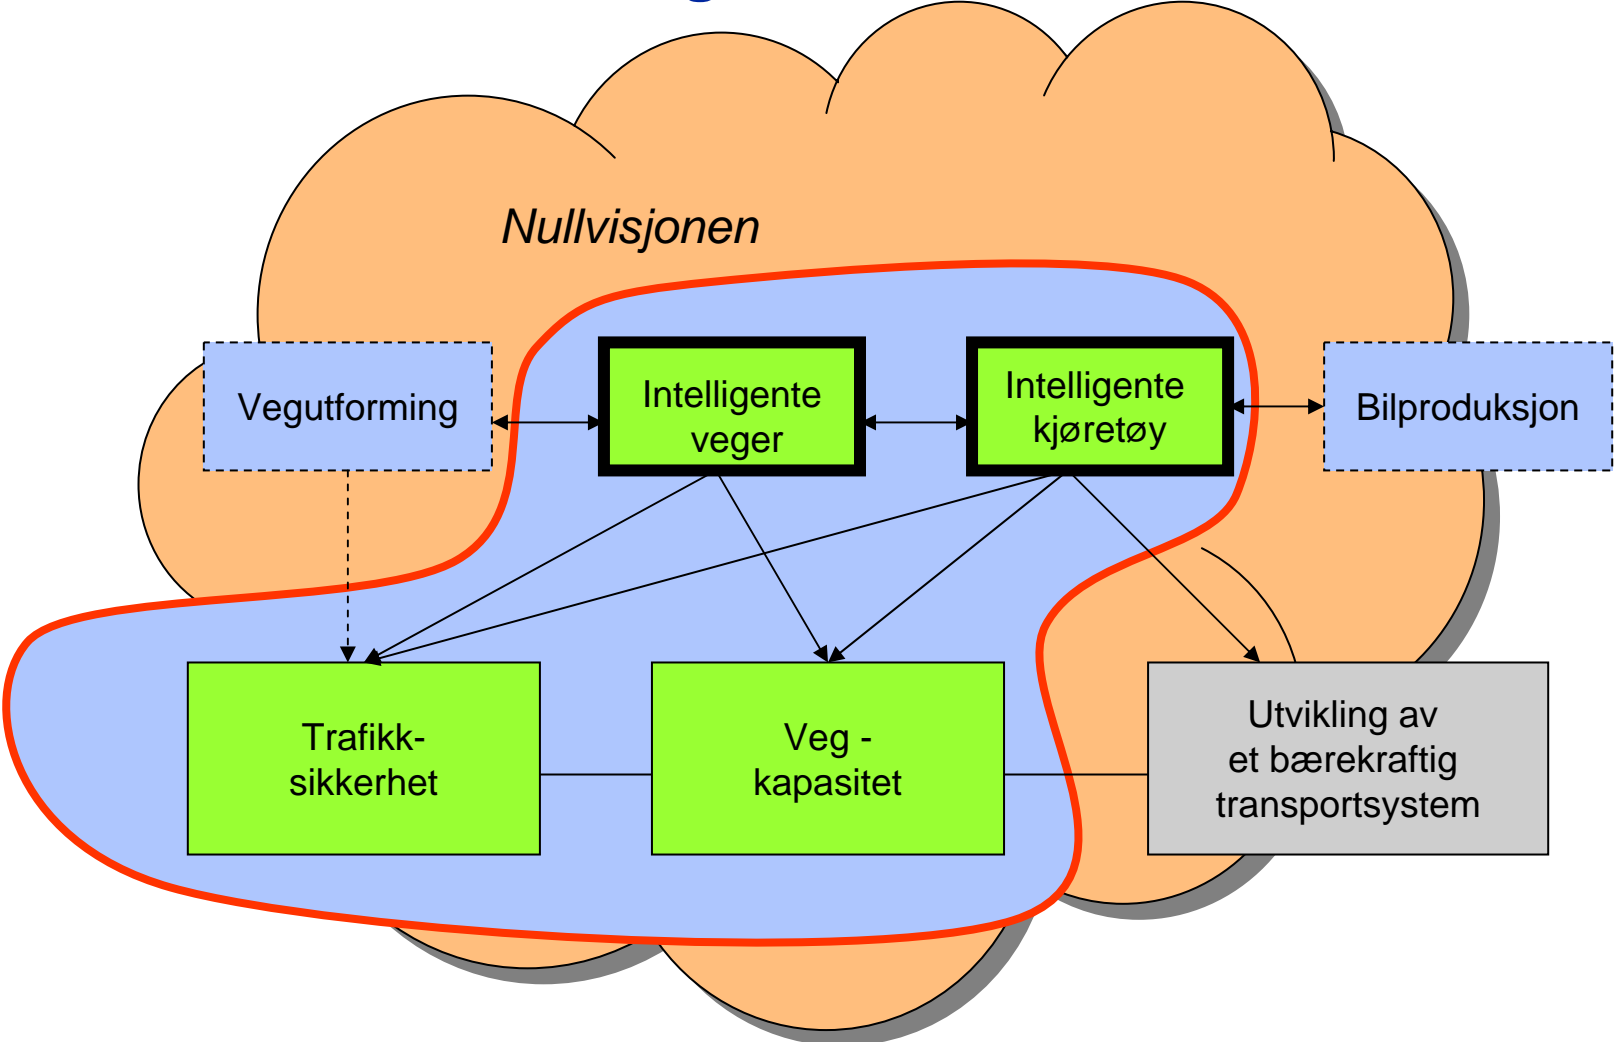 Nullvisjonen
Vegutforming
Intelligente
veger
Intelligente
kjøretøy
Bilproduksjon
Trafikk-
sikkerhet
Veg -
kapasitet
Utvikling av
et bærekraftig
transportsystem